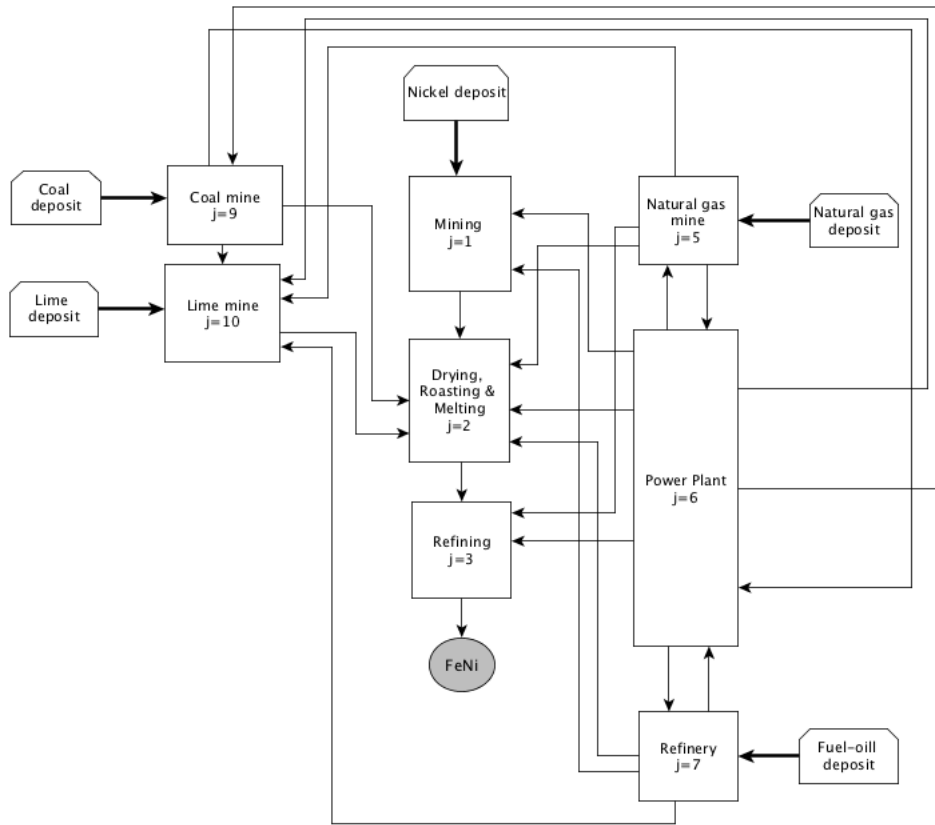 Nickel deposit
Coal
deposit
Coal mine
j=9
Mining
j=1
Natural gas
mine
j=5
Natural gas
deposit
Lime
deposit
Lime mine
j=10
Drying,
Roasting &
Melting
j=2
Power Plant
j=6
Refining
j=3
FeNi
Refinery
j=7
Fuel-oill
deposit